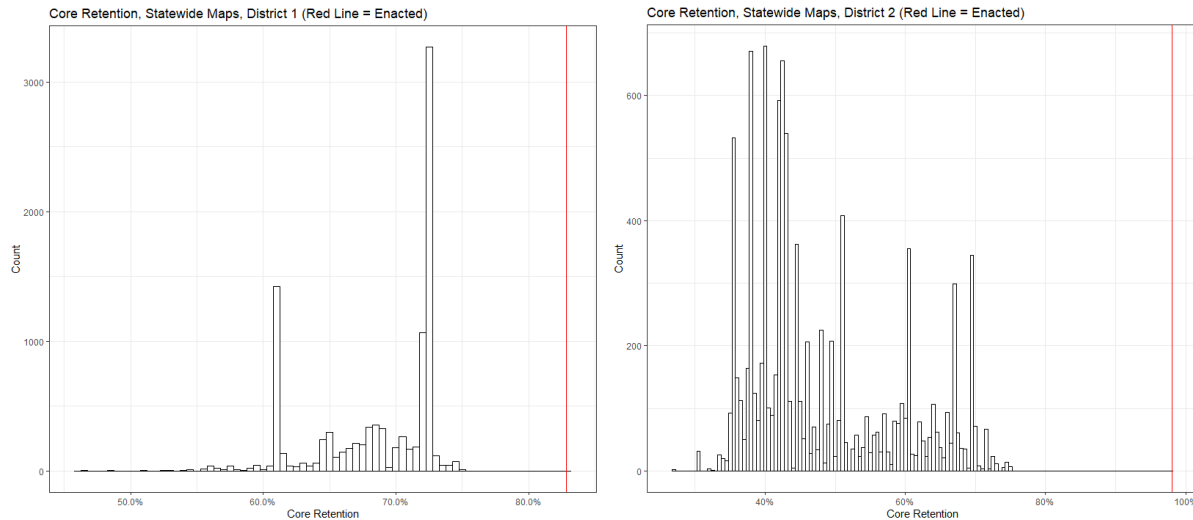 Core Retention, Statewide Maps, District 1 (Red Line = Enacted)
3000
2000
1000
0
Count
50.0%
60.0%
70.0%
80.0%
Core Retention
Core Retention, Statewide Maps, District 2 (Red Line = Enacted)
600
400
200
0
Count
40%
60%
80%
100%
Core Retention